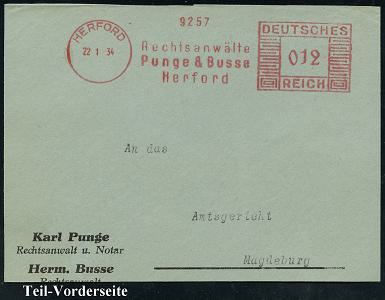 HERFORD
22 1 34
9257
Rechtsanwälte
Punge & Busse
Herford
DEUTSCHES
012
REICH
An das
Amtsgericht
Magdeburg
Karl Punge
Rechtsanwalt u. Notar
Herm. Busse
Rechtsanwalt
Teil-Vorderseite